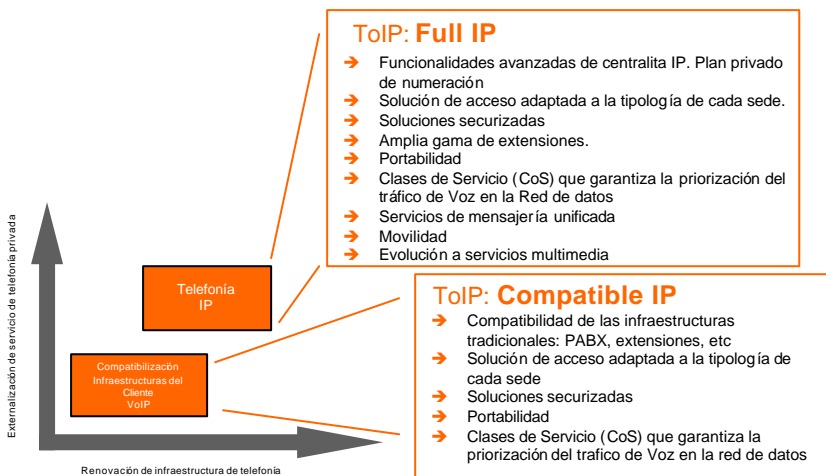 ToIP: Full IP
➔ Funcionalidades avanzadas de centralita IP. Plan privado
de numeración
➔ Solución de acceso adaptada a la tipología de cada sede.
➔ Soluciones securizadas
➔ Amplia gama de extensiones.
➔ Portabilidad
➔ Clases de Servicio (CoS) que garantiza la priorización del
tráfico de Voz en la Red de datos
➔ Servicios de mensajería unificada
➔ Movilidad
➔ Evolución a servicios multimedia
Externalización de servicio de telefonía privada
Telefonía
IP
Compatibilización
Infraestructuras del
Cliente
VoIP
ToIP: Compatible IP
➔ Compatibilidad de las infraestructuras
tradicionales: PABX, extensiones, etc
➔ Solución de acceso adaptada a la tipología de
cada sede
➔ Soluciones securizadas
➔ Portabilidad
➔ Clases de Servicio (CoS) que garantiza la
priorización del trafico de Voz en la red de datos
Renovación de infraestructura de telefonía